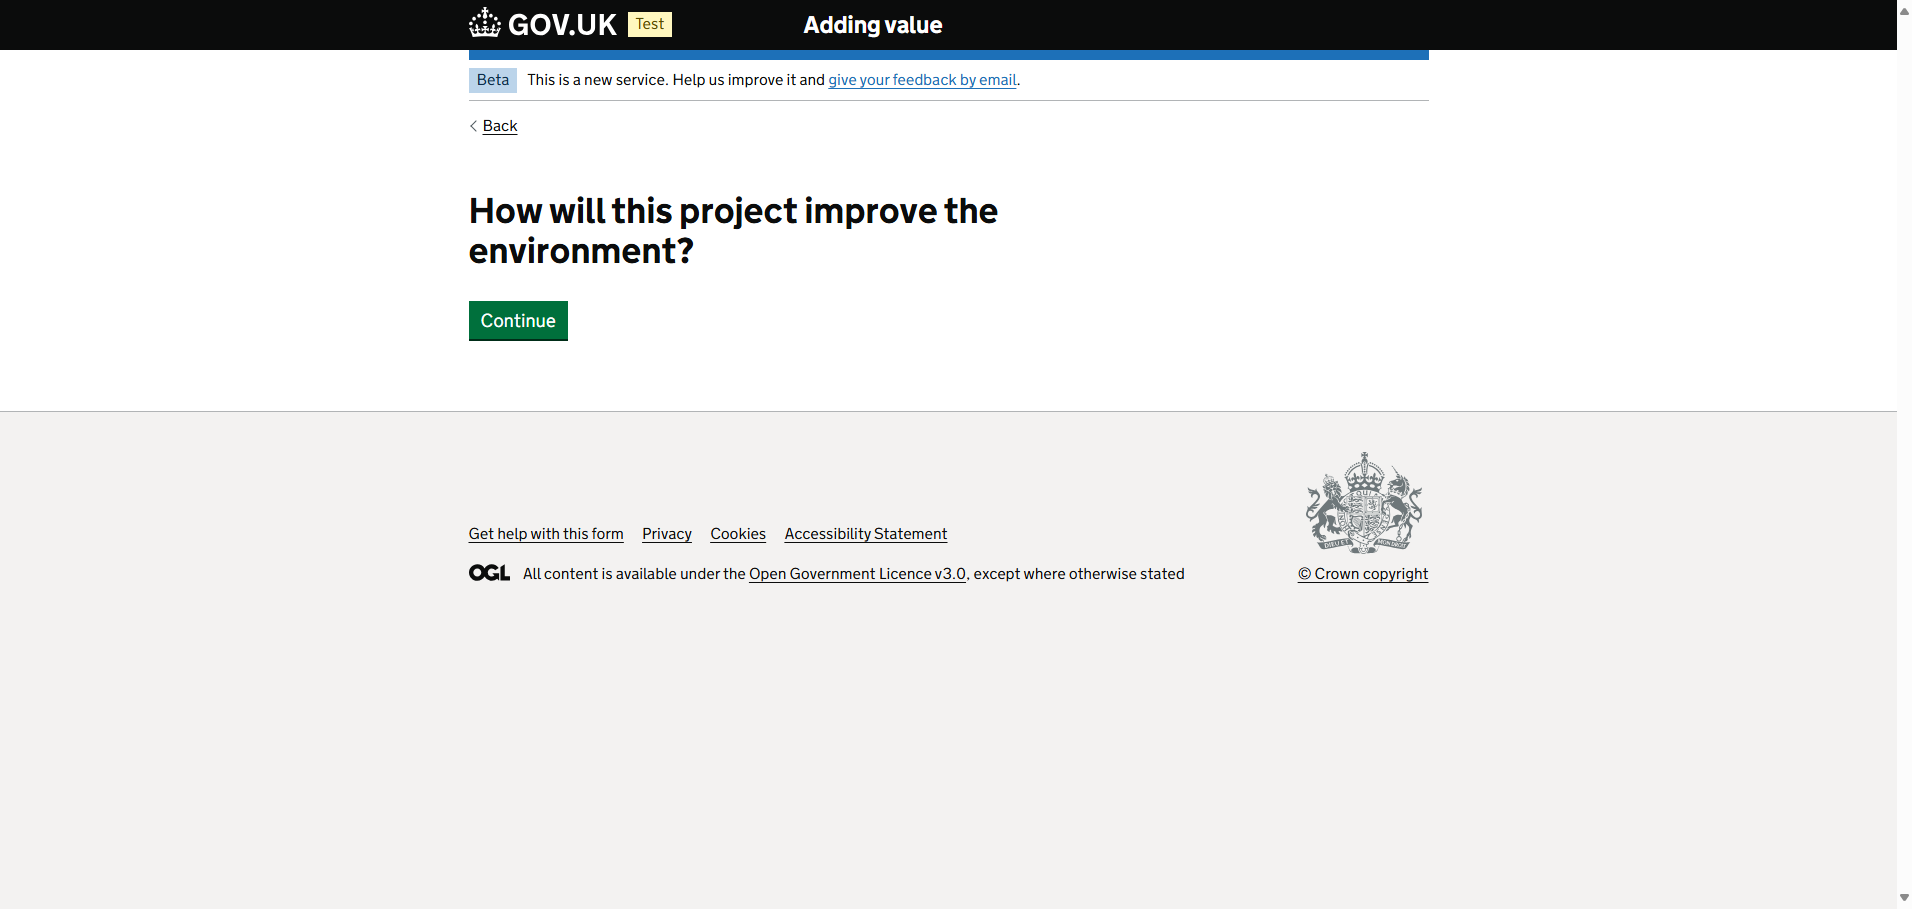 GOV.UK Test Adding value
Beta This is a new service. Help us improve it and give your feedback by email.
Back
How will this project improve the
environment?
Continue
Get help with this form Privacy Cookies Accessibility Statement
OGL All content is available under the Open Government Licence v3.0, except where otherwise stated
© Crown copyright